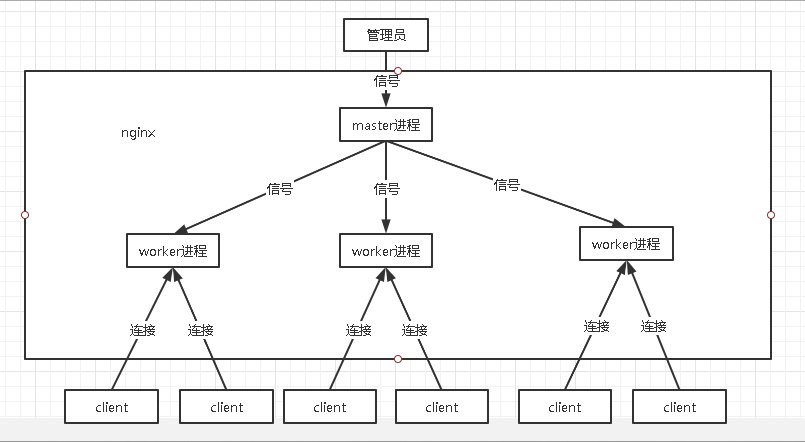 管理员
信号
master进程
nginx
信号
信号
信号
worker进程
worker进程
worker进程
连接
连接
连接
连接
连接
连接
client
client
client
client
client
client